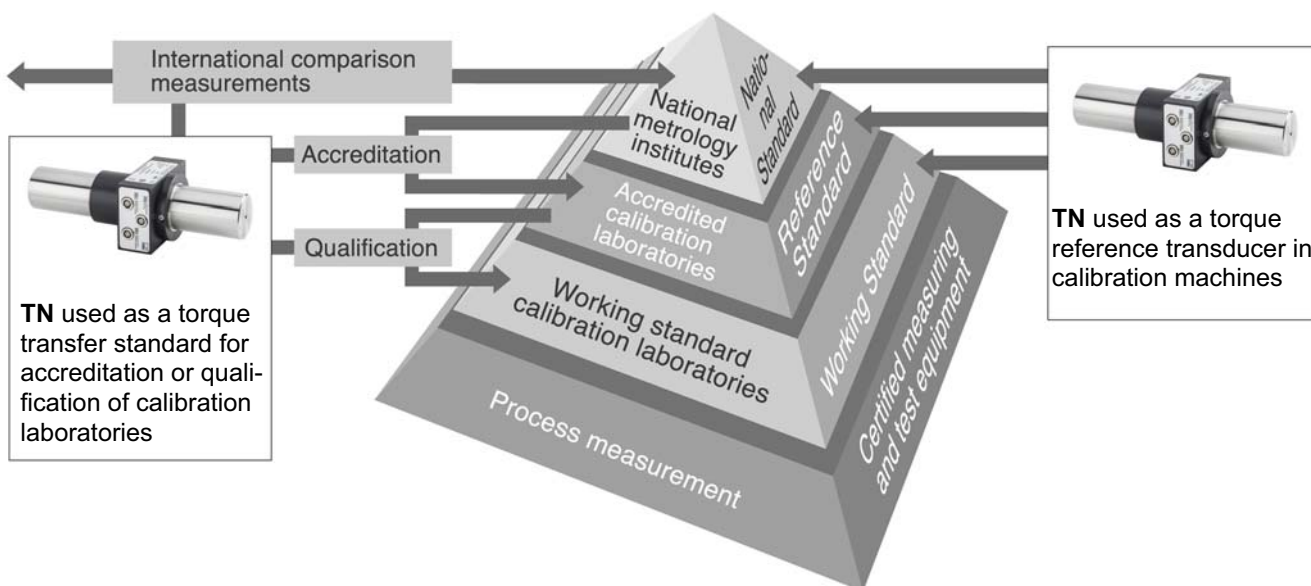 International comparison
measurements
Accreditation
Qualification
TN used as a torque
transfer standard for
accreditation or quali-
fication of calibration
laboratories
National
metrology
institutes
Natio-
nal
Standard
Accredited
calibration
laboratories
Reference
Standard
Working standard
calibration laboratories
Working Standard
Process measurement
Certified measuring
and test equipment
TN used as a torque
reference transducer in
calibration machines